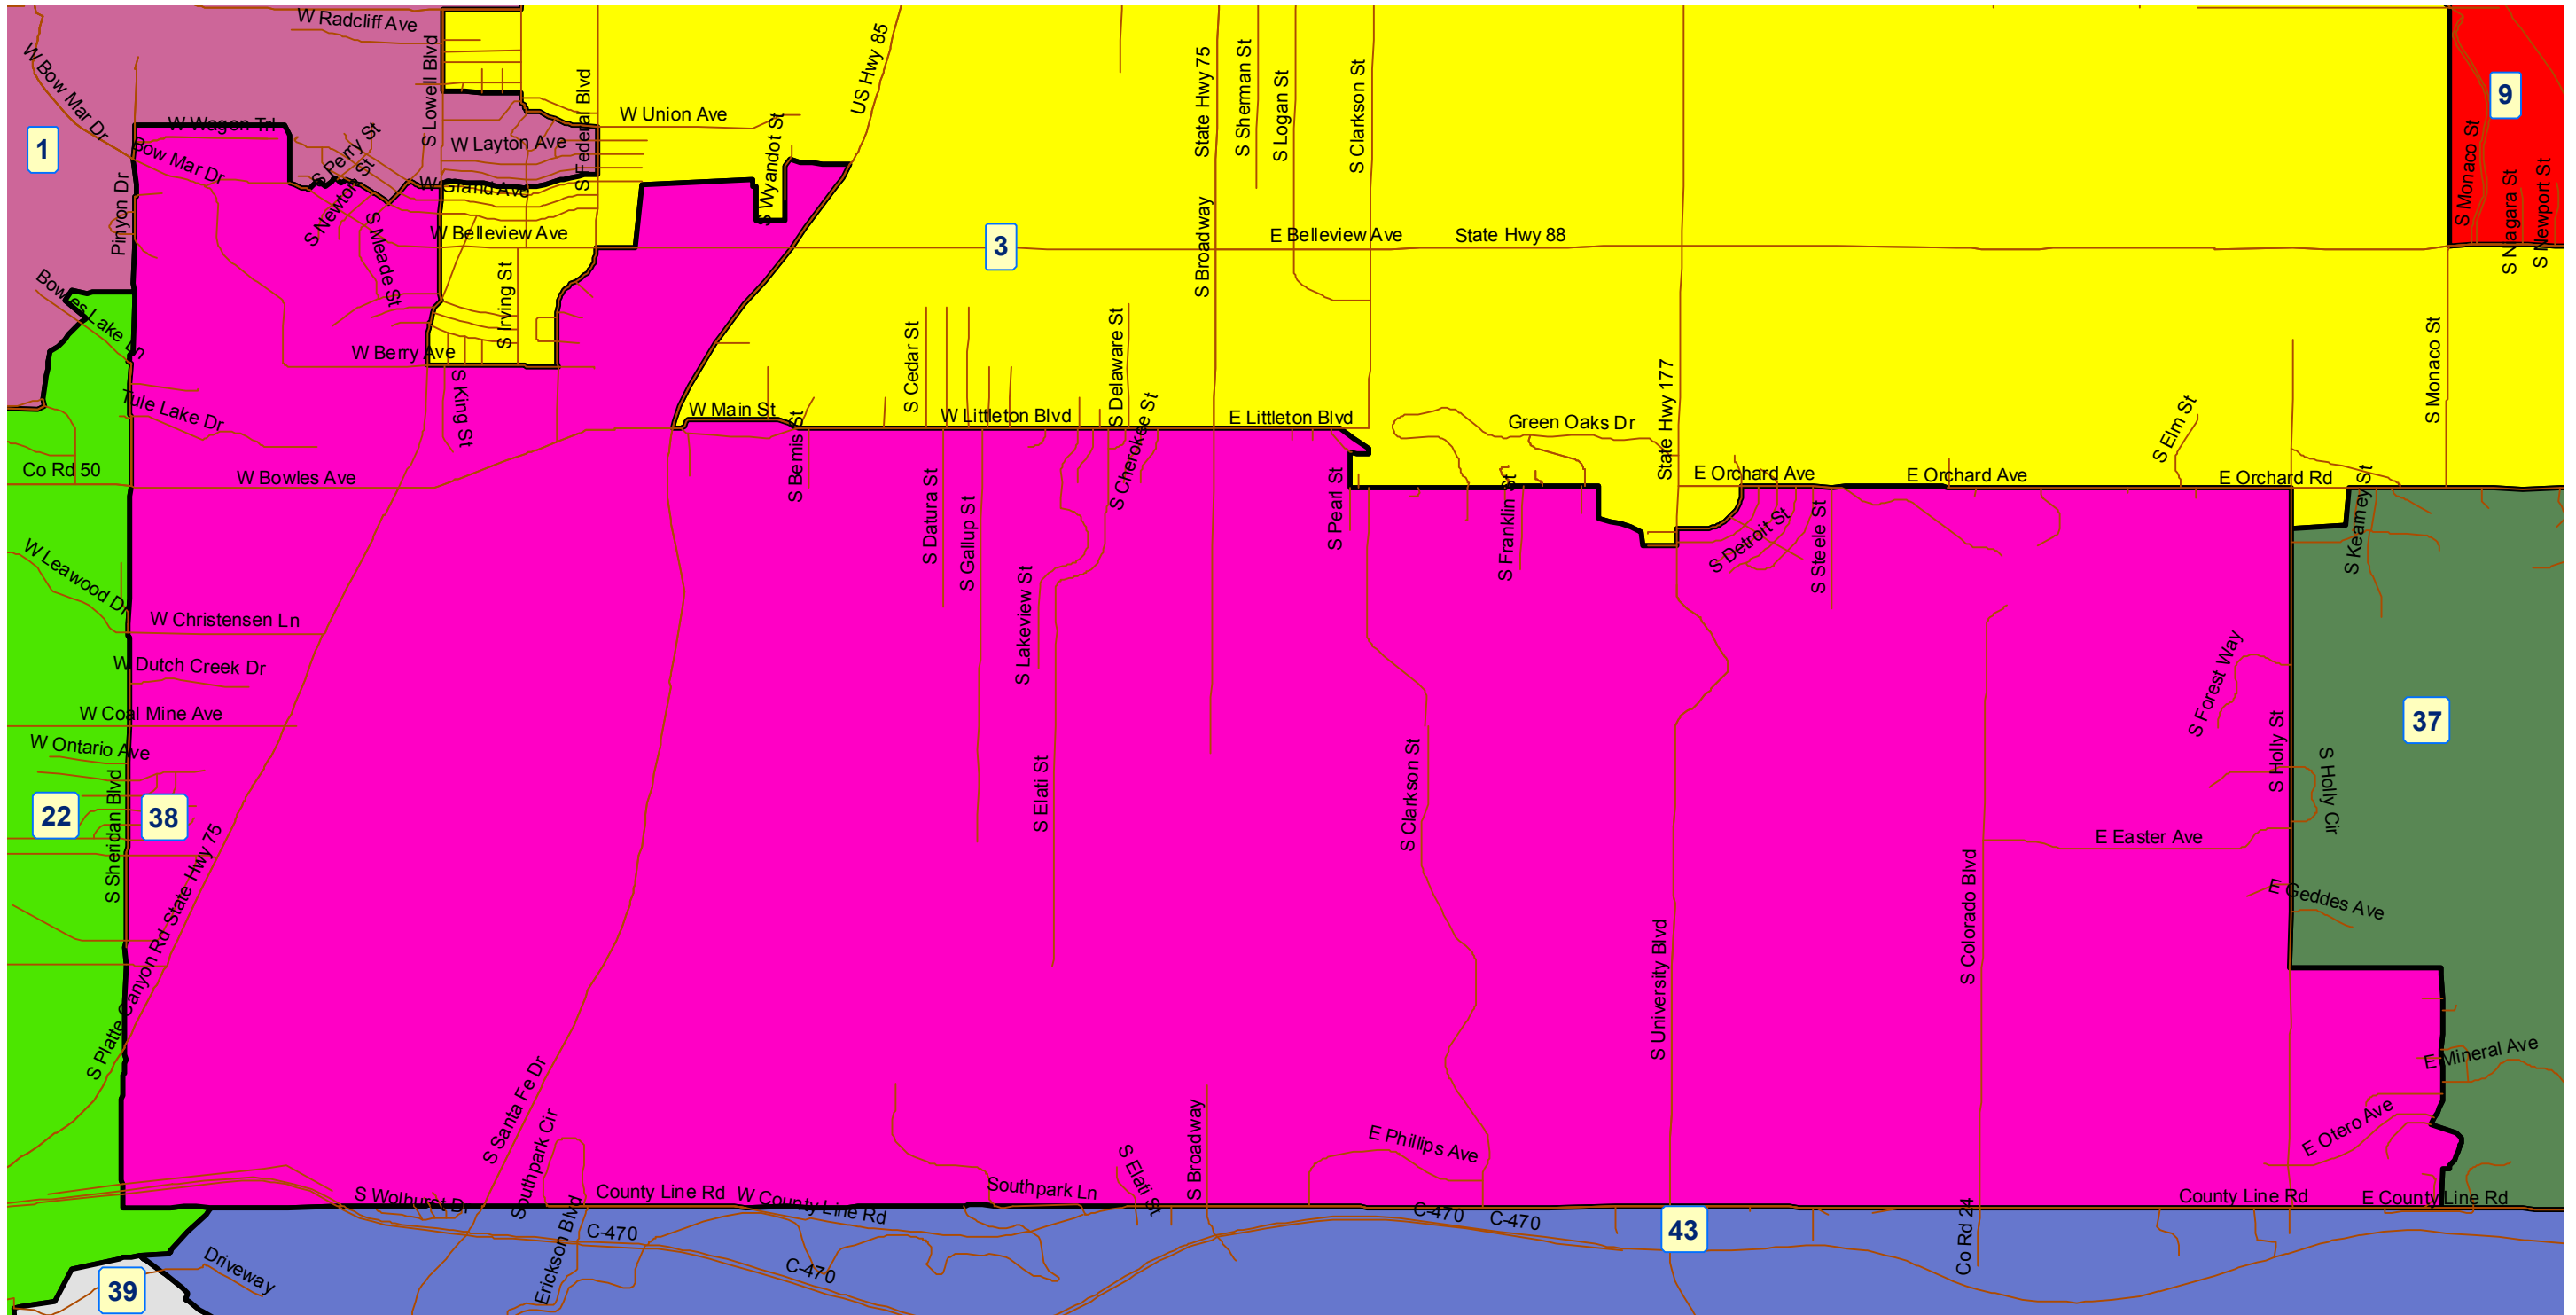 W Radcliff Ave
W Bow Mar Dr
S Lowell Blvd
S Federal Blvd
US Hwy 85
State Hwy 75
S Sherman St
S Logan St
S Clarkson St
9
S Monaco St
S Niagara St
S Newport St
1
W Wagon Trl
Bow Mar Dr
S Perry St
S Newton St
W Layton Ave
W Union Ave
S Wyandot St
W Grand Ave
Pinyon Dr
S Meade St
W Belleview Ave
3
S Broadway
E Belleview Ave
State Hwy 88
Bowles Lake Ln
S Irving St
W Berry Ave
S King St
Tule Lake Dr
W Main St
S Bemis St
S Cedar St
W Littleton Blvd
S Delaware St
S Cherokee St
E Littleton Blvd
Green Oaks Dr
State Hwy 177
S Elm St
S Monaco St
Co Rd 50
W Bowles Ave
S Datura St
S Gallup St
S Pearl St
S Franklin St
E Orchard Ave
E Orchard Ave
E Orchard Rd
S Kearney St
S Detroit St
S Steele St
W Leawood Dr
W Christensen Ln
S Lakeview St
W Dutch Creek Dr
S Forest Way
W Coal Mine Ave
W Ontario Ave
37
S Holly St
S Holly Cir
22
38
S Sheridan Blvd
S Elati St
S Clarkson St
E Easter Ave
S Platte Canyon Rd State Hwy 75
S University Blvd
S Colorado Blvd
E Geddes Ave
S Santa Fe Dr
E Mineral Ave
Southpark Cir
S Elati St
S Broadway
E Phillips Ave
E Otero Ave
S Wolhurst Dr
County Line Rd
W County Line Rd
Southpark Ln
County Line Rd
E County Line Rd
C-470
C-470
C-470
43
Co Rd 24
Driveway
Erickson Blvd
C-470
39